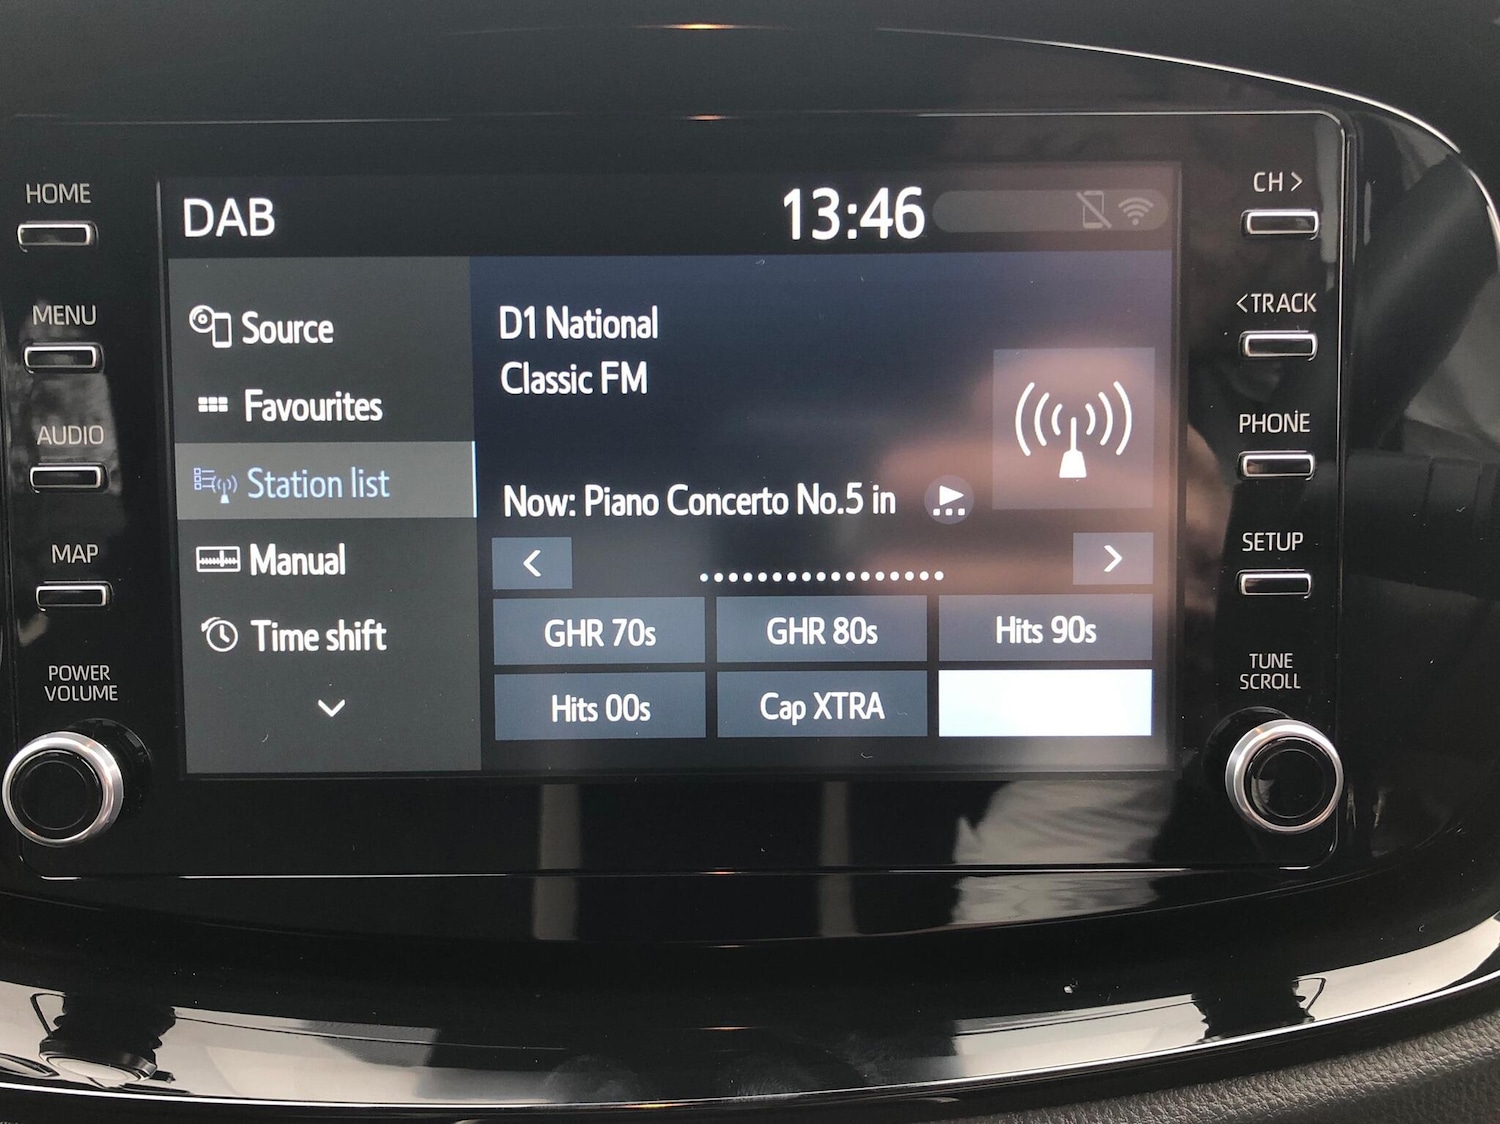 HOME
MENU
AUDIO
MAP
POWER
VOLUME
DAB
13:46
Source
Favourites
Station list
Manual
Time shift
D1 National
Classic FM
Now: Piano Concerto No.5 in
GHR 70s
GHR 80s
Hits 90s
Hits 00s
Cap XTRA
CH >
<TRACK
PHONE
SETUP
TUNE
SCROLL